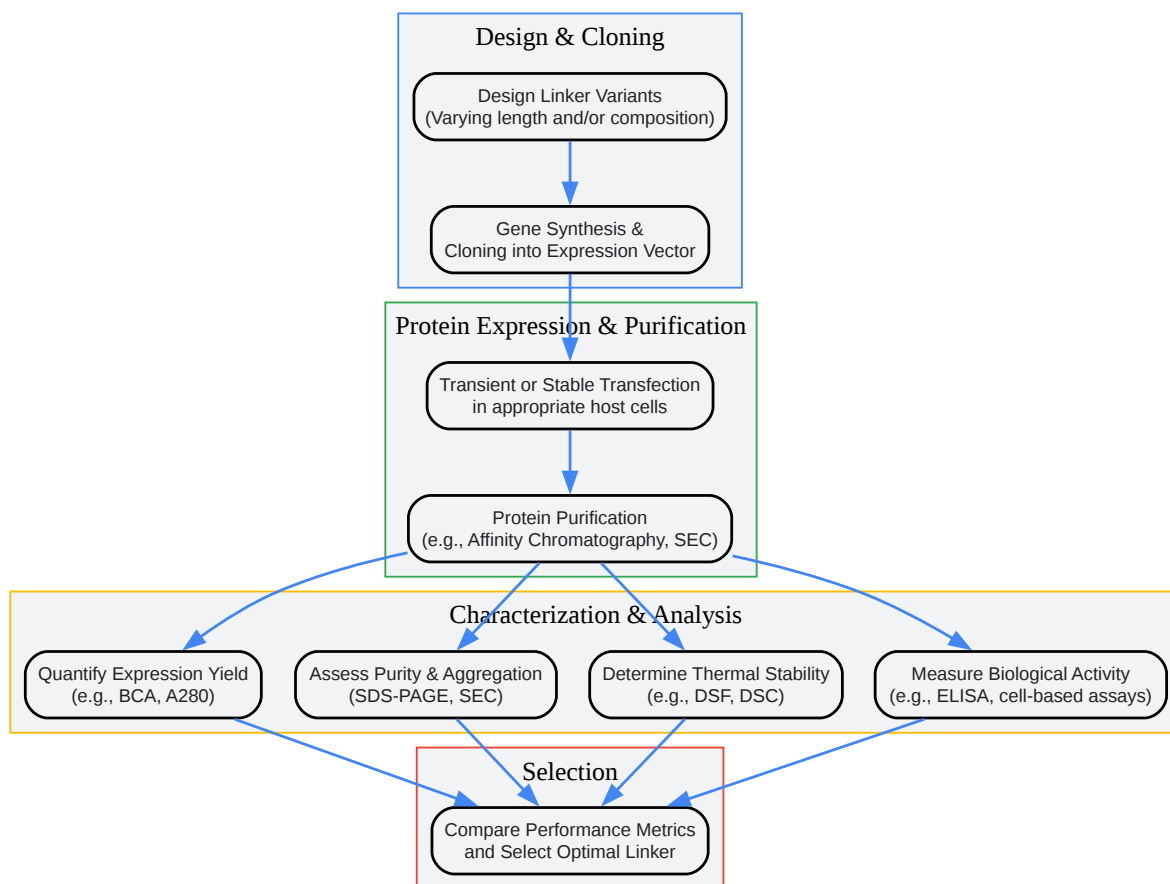 Design & Cloning
Design Linker Variants
(Varying length and/or composition)
Gene Synthesis &
Cloning into Expression Vector
Protein Expression & Purification
Transient or Stable Transfection
in appropriate host cells
Protein Purification
(e.g., Affinity Chromatography, SEC)
Characterization & Analysis
Quantify Expression Yield
(e.g., BCA, A280)
Assess Purity & Aggregation
(SDS-PAGE, SEC)
Determine Thermal Stability
(e.g., DSF, DSC)
Measure Biological Activity
(e.g., ELISA, cell-based assays)
Selection
Compare Performance Metrics
and Select Optimal Linker